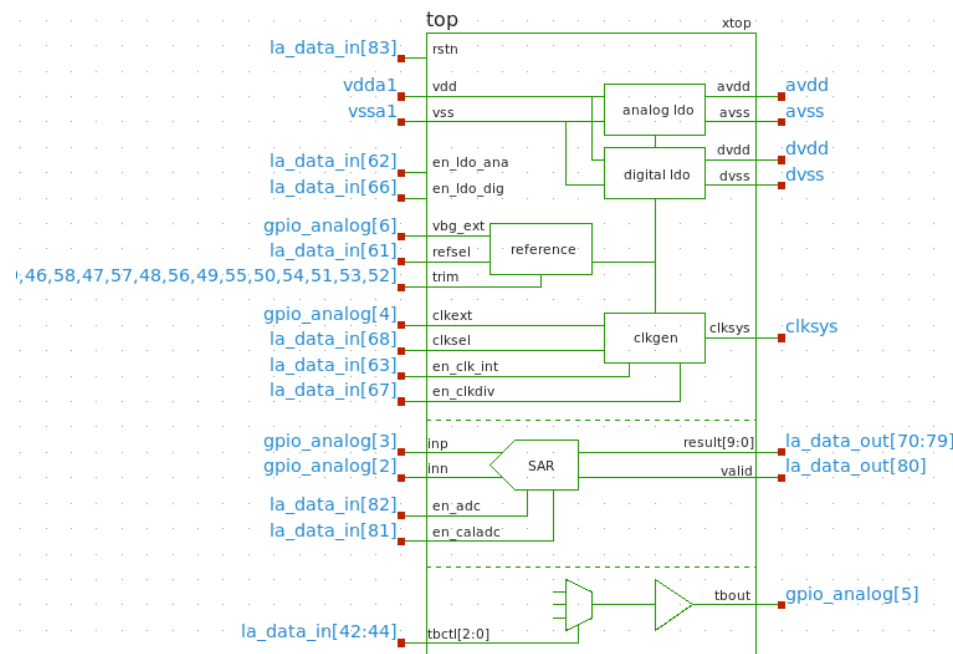 top xtop
la_data_in[83] rstn
vdda1 vdd analog ldo avdd avdd
vssa1 vss avss avss
la_data_in[62] en_ldo_ana digital ldo dvdd dvdd
la_data_in[66] en_ldo_dig dvss dvss
gpio_analog[6] vbg_ext reference
la_data_in[61] refsel
,46,58,47,57,48,56,49,55,50,54,51,53,52] trim
gpio_analog[4] clkext clkgen clksys clksys
la_data_in[68] clksel
la_data_in[63] en_clk_int
la_data_in[67] en_clkdiv
gpio_analog[3] inp SAR result[9:0] la_data_out[70:79]
gpio_analog[2] inn valid la_data_out[80]
la_data_in[82] en_adc
la_data_in[81] en_caladc
tbout gpio_analog[5]
la_data_in[42:44] tbctl[2:0]